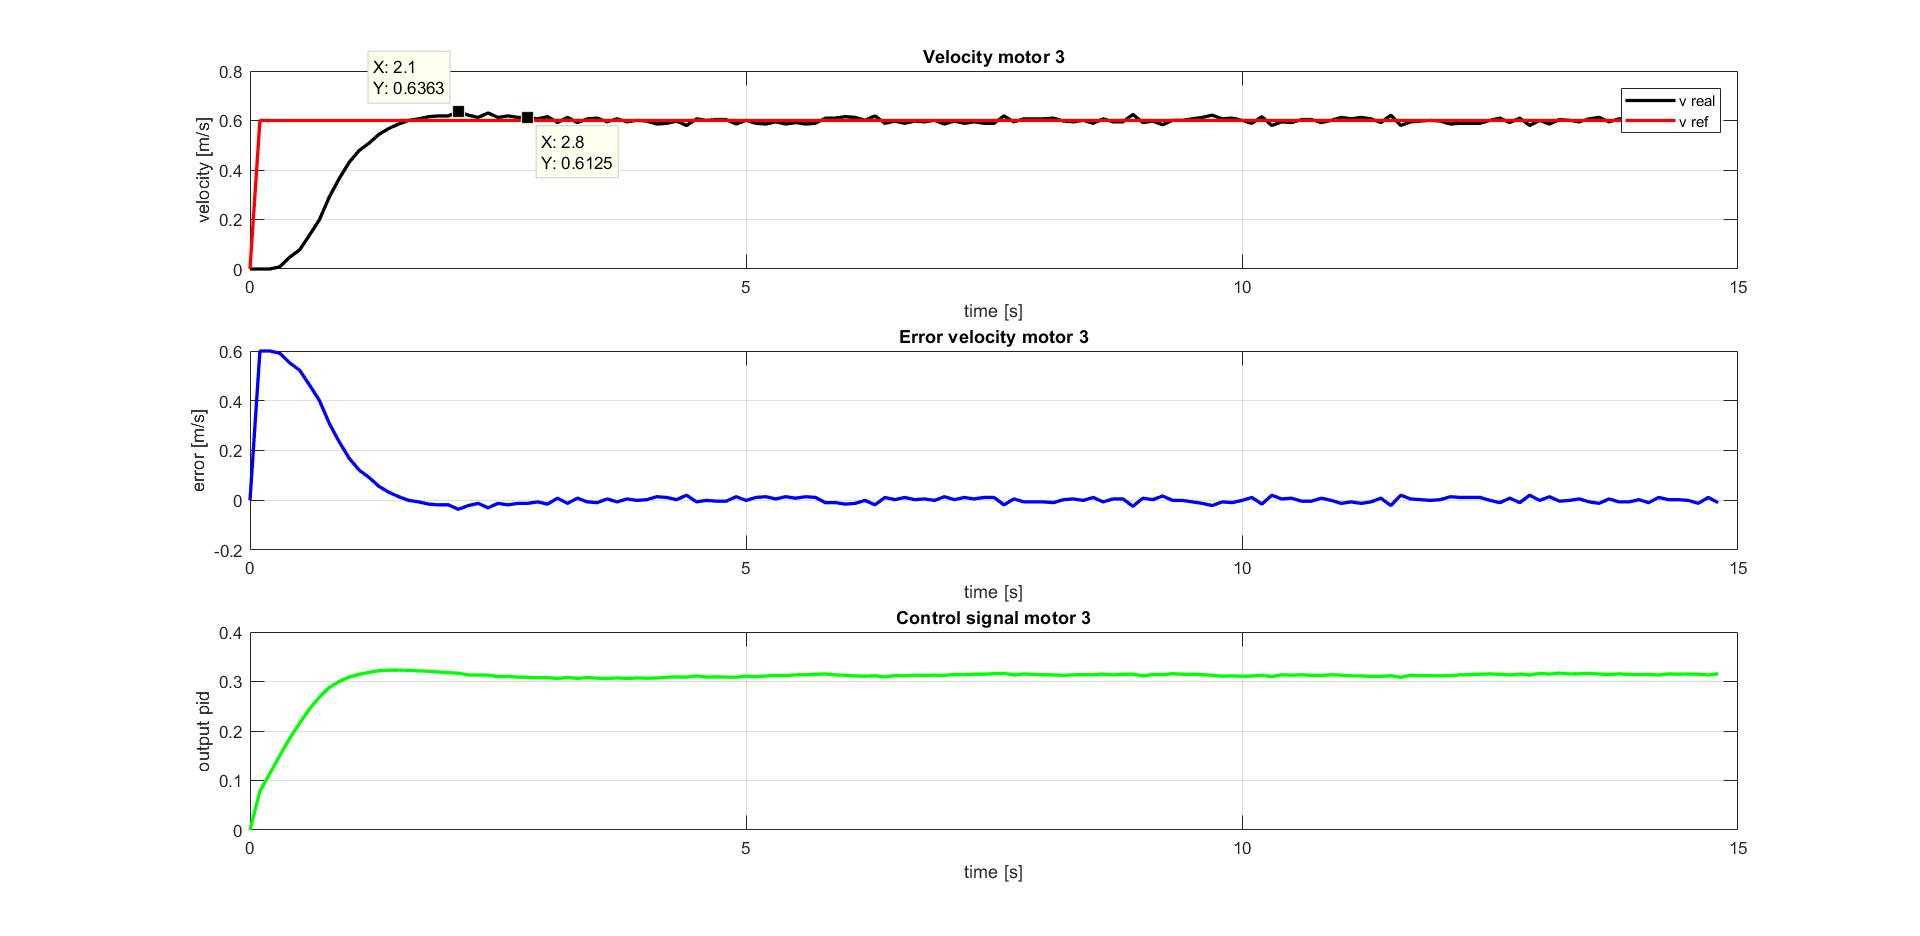 X: 2.1
Y: 0.6363
Velocity motor 3
0.8
0.6
0.4
0.2
0
velocity [m/s]
v real
v ref
X: 2.8
Y: 0.6125
0
5
10
15
time [s]
Error velocity motor 3
0.6
0.4
0.2
0
-0.2
error [m/s]
0
5
10
15
time [s]
Control signal motor 3
0.4
0.3
0.2
0.1
0
output pid
0
5
10
15
time [s]